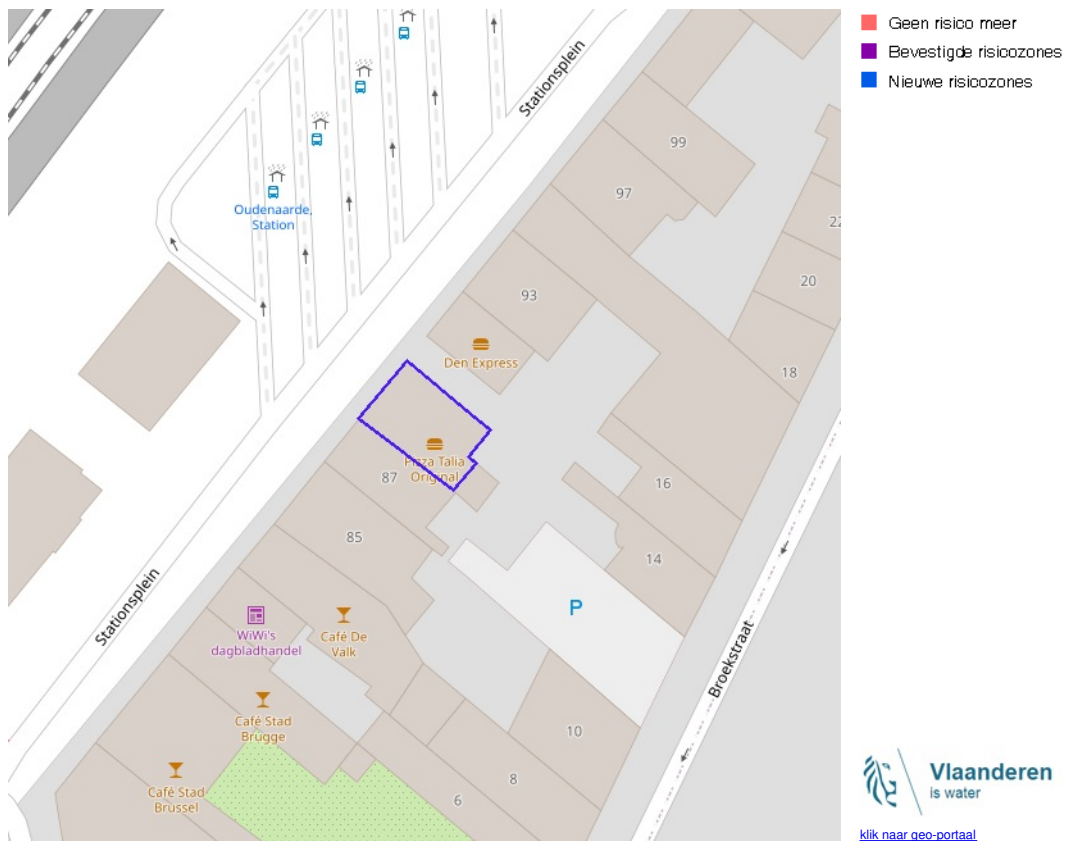 Geen risico meer
Bevestigde risicozones
Nieuwe risicozones
Stationsplein
99
97
Oudenaarde,
Station
20
93
Den Express
18
Pizza Talia
Original
87
16
85
14
P
Stationsplein
WiWi's
dagbladhandel
Café De
Valk
Broekstraat
Café Stad
Brugge
10
8
Café Stad
Brussel
6
Vlaanderen
is water
klik naar geo-portaal